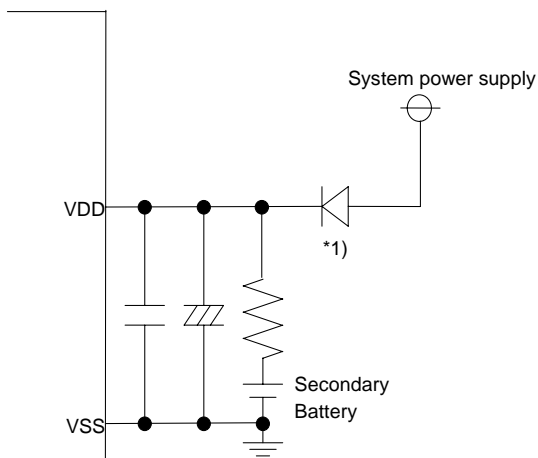 System power supply
VDD
*1)
Secondary
Battery
VSS